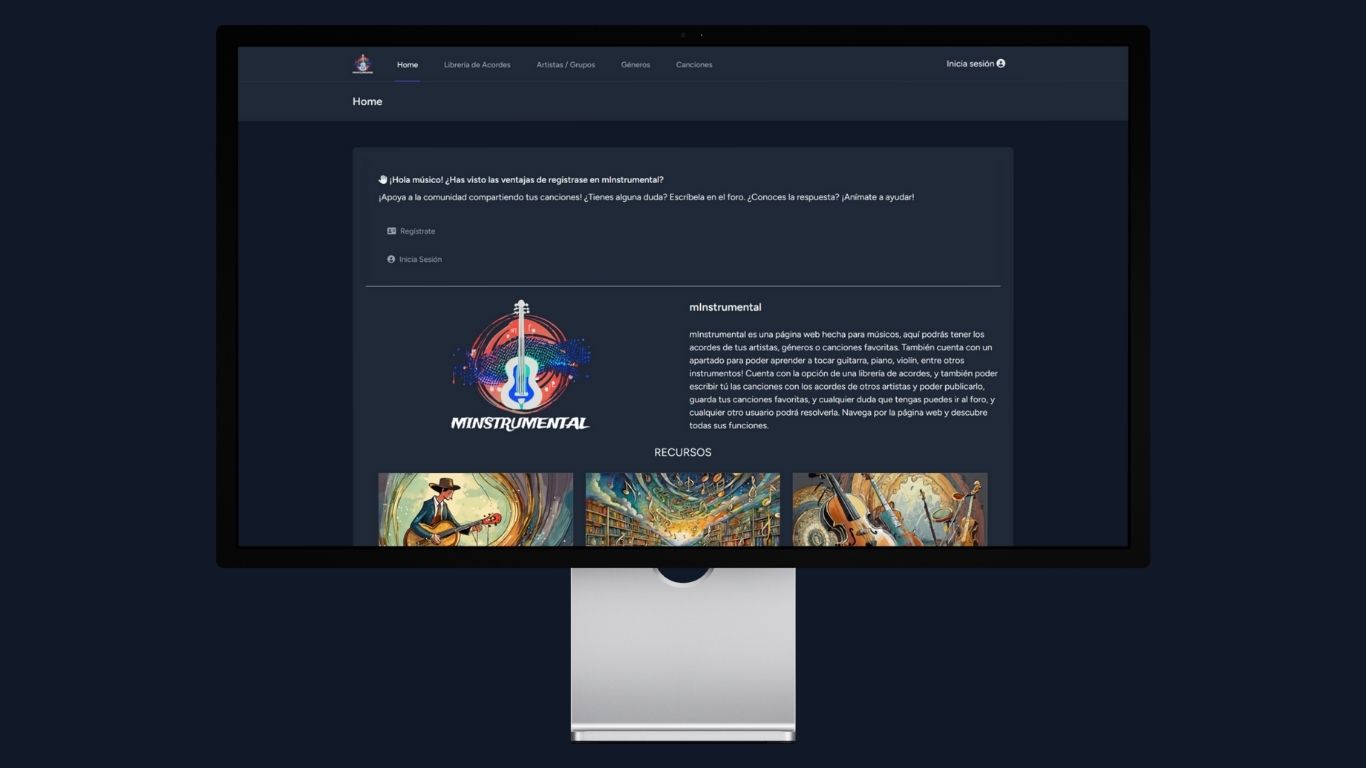 Home
Librería de Acordes
Artistas / Grupos
Géneros
Canciones
Inicia sesión
Home
¡Hola músico! ¿Has visto las ventajas de registrase en mInstrumental?
¡Apoya a la comunidad compartiendo tus canciones! ¿Tienes alguna duda? Escríbela en el foro. ¿Conoces la respuesta? ¡Anímate a ayudar!
Regístrate
Inicia Sesión
MINSTRUMENTAL
mInstrumental
mInstrumental es una página web hecha para músicos, aquí podrás tener los
acordes de tus artistas, géneros o canciones favoritas. También cuenta con un
apartado para poder aprender a tocar guitarra, piano, violín, entre otros
instrumentos! Cuenta con la opción de una librería de acordes, y también poder
escribir tú las canciones con los acordes de otros artistas y poder publicarlo,
guarda tus canciones favoritas, y cualquier duda que tengas puedes ir al foro, y
cualquier otro usuario podrá resolverla. Navega por la página web y descubre
todas sus funciones.
RECURSOS